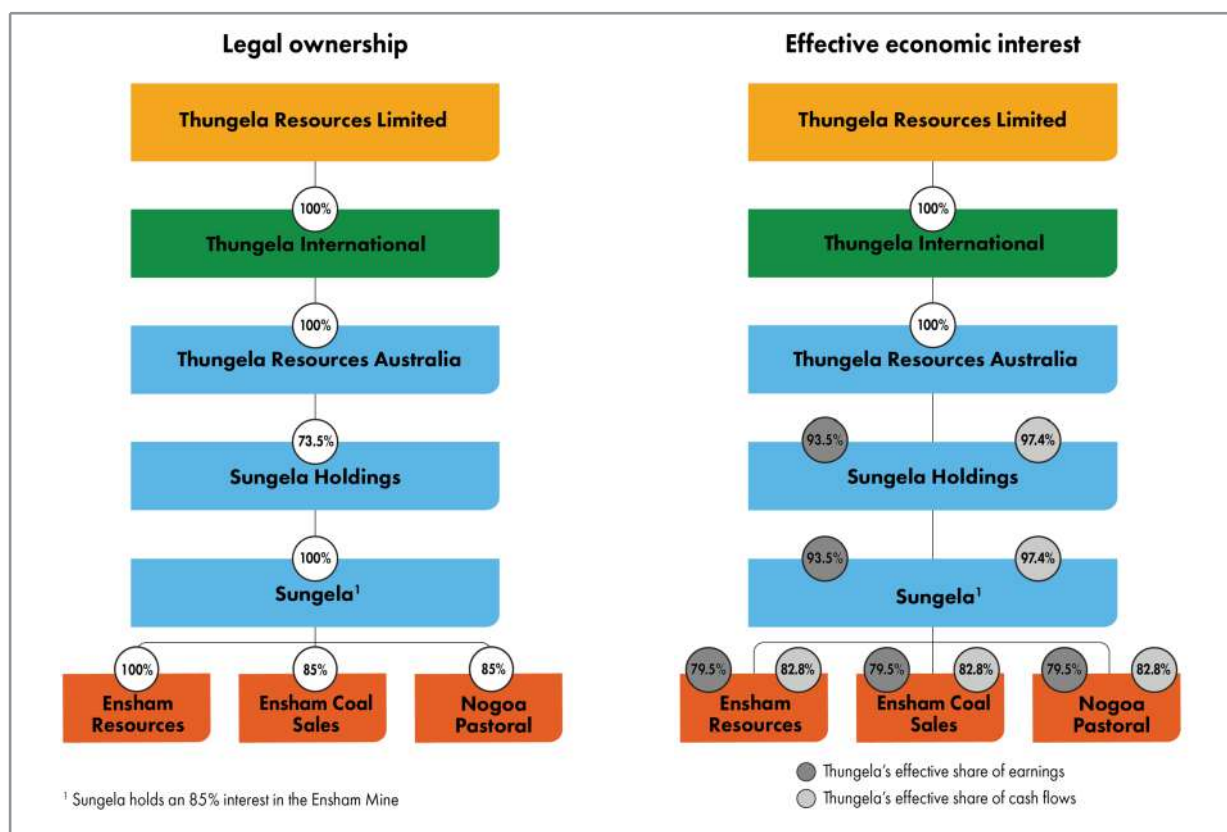 Legal ownership
Thungela Resources Limited
100%
Thungela International
100%
Thungela Resources Australia
73.5%
Sungela Holdings
100%
Sungela¹
100%
85%
85%
Ensham
Resources
Ensham Coal
Sales
Nogoa
Pastoral
¹ Sungela holds an 85% interest in the Ensham Mine
Effective economic interest
Thungela Resources Limited
100%
Thungela International
100%
Thungela Resources Australia
93.5%
97.4%
Sungela Holdings
93.5%
97.4%
Sungela¹
79.5%
82.8%
79.5%
82.8%
79.5%
82.8%
Ensham
Resources
Ensham Coal
Sales
Nogoa
Pastoral
Thungela's effective share of earnings
Thungela's effective share of cash flows